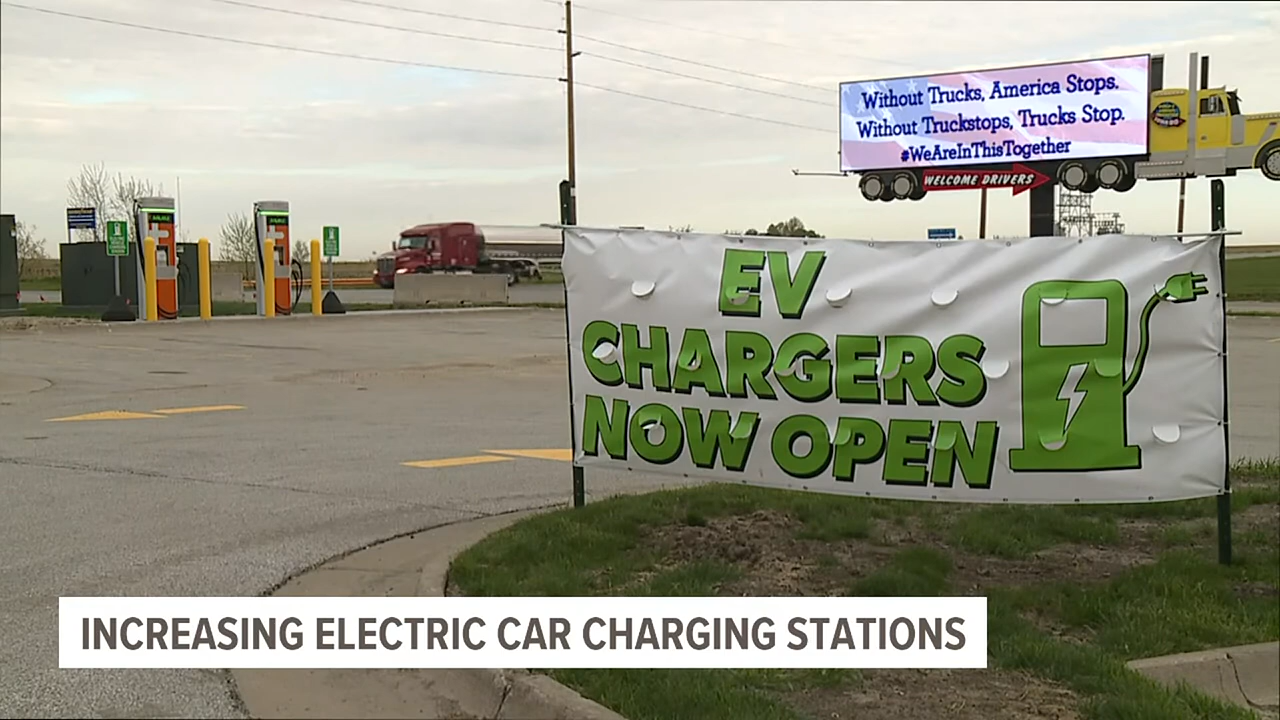 Without Trucks, America Stops.
Without Truckstops, Trucks Stop.
#WeAreInThisTogether
WELCOME DRIVERS
EV
CHARGERS
NOW OPEN
INCREASING ELECTRIC CAR CHARGING STATIONS